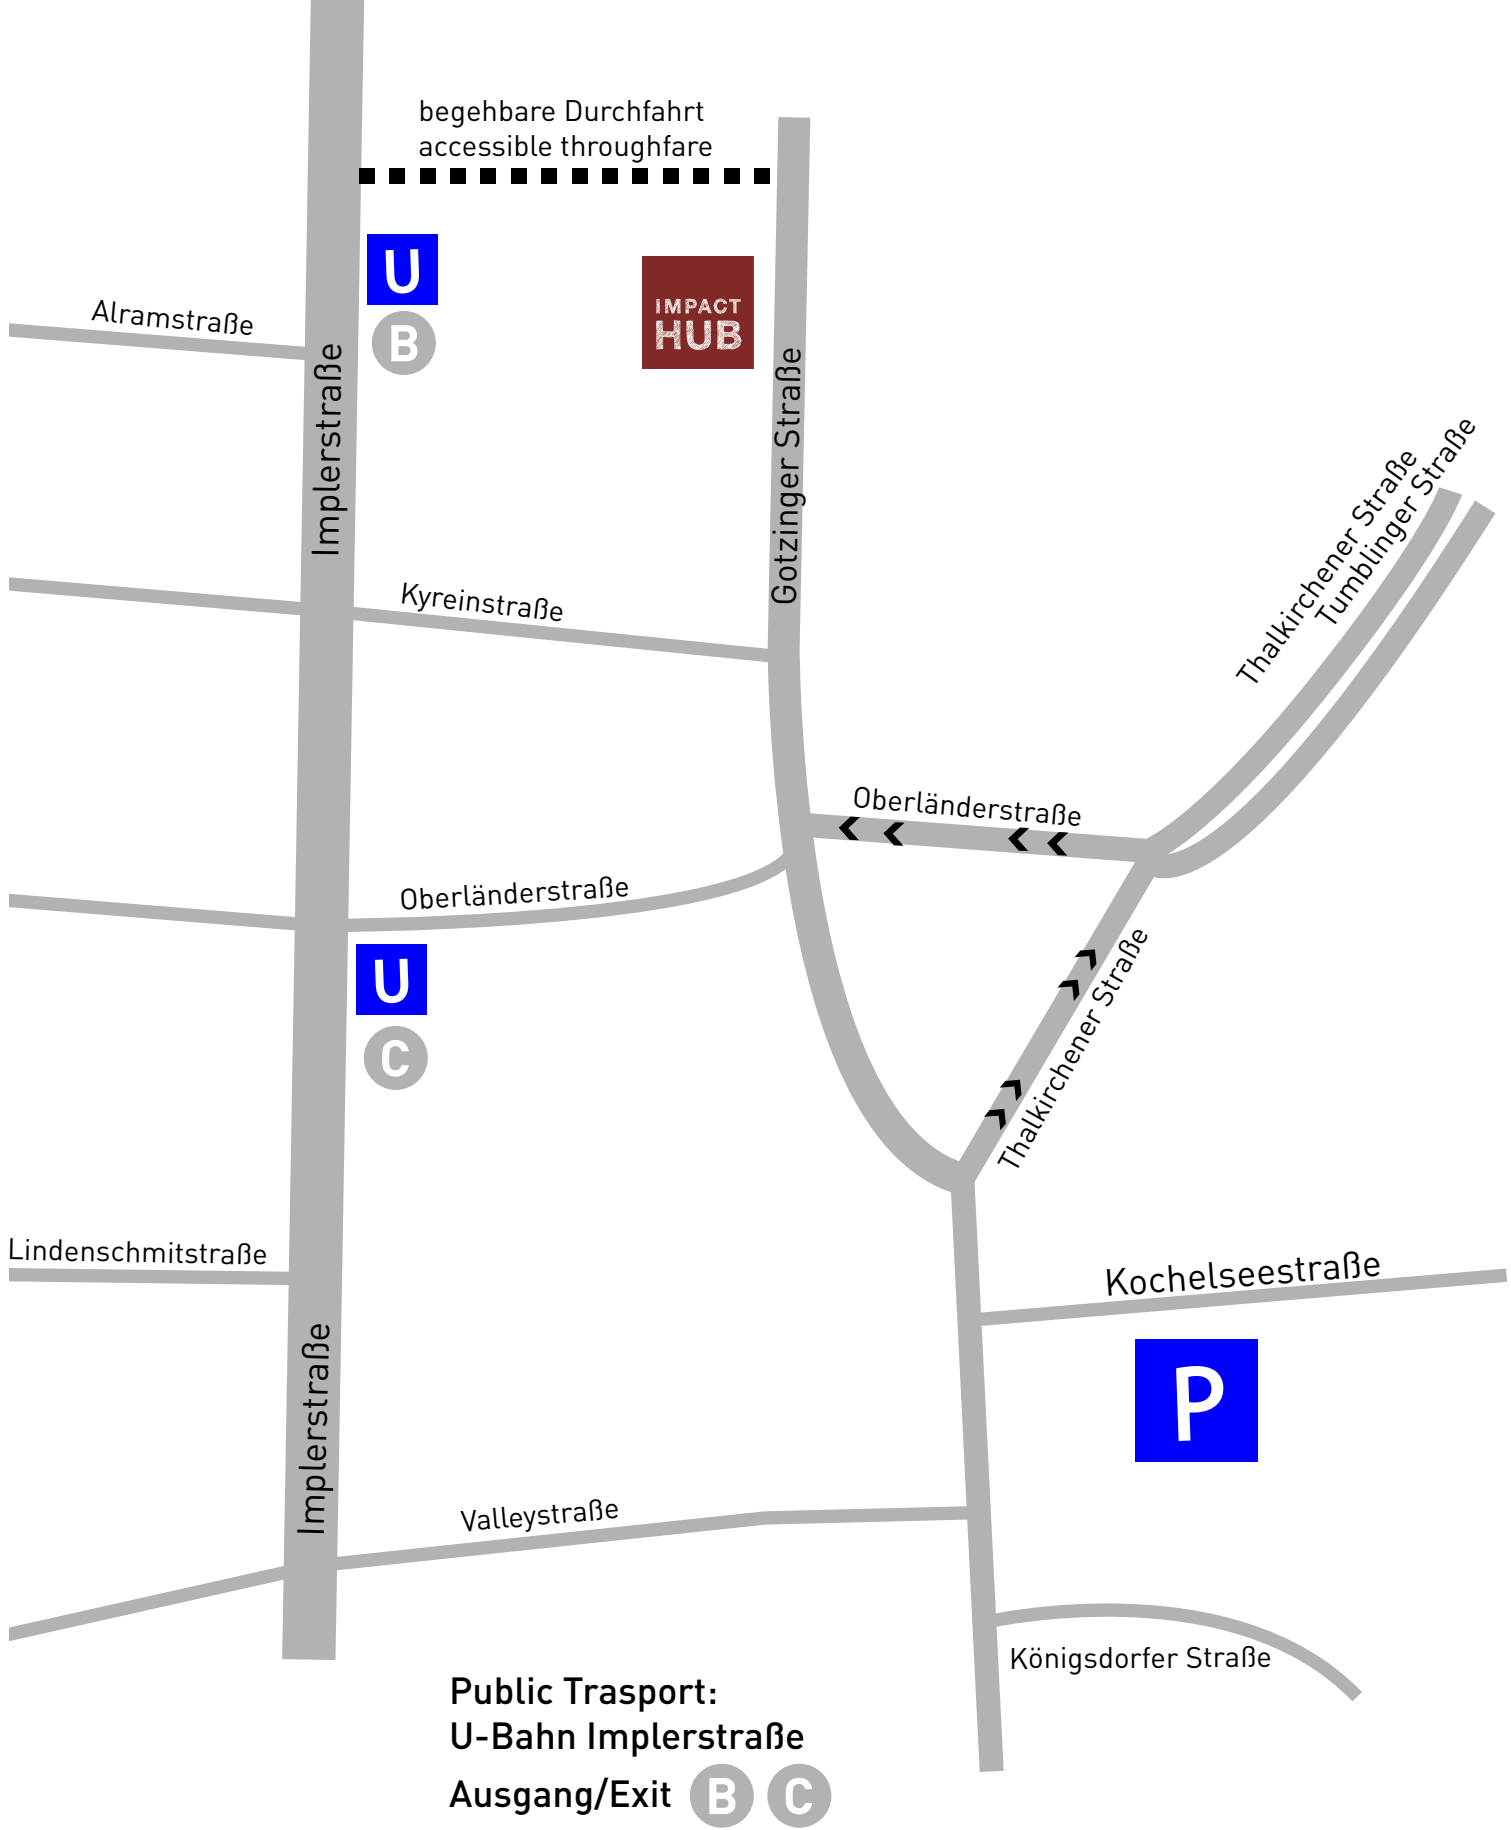 begehbare Durchfahrt
accessible throughfare
U
B
IMPACT
HUB
Alramstraße
Implerstraße
Gotzinger Straße
Thalkirchener Straße
Tumblinger Straße
Kyreinstraße
Oberländerstraße
Oberländerstraße
U
C
Thalkirchener Straße
Lindenschmitstraße
Kochelseestraße
P
Implerstraße
Valleystraße
Königsdorfer Straße
Public Trasport:
U-Bahn Implerstraße
Ausgang/Exit B C